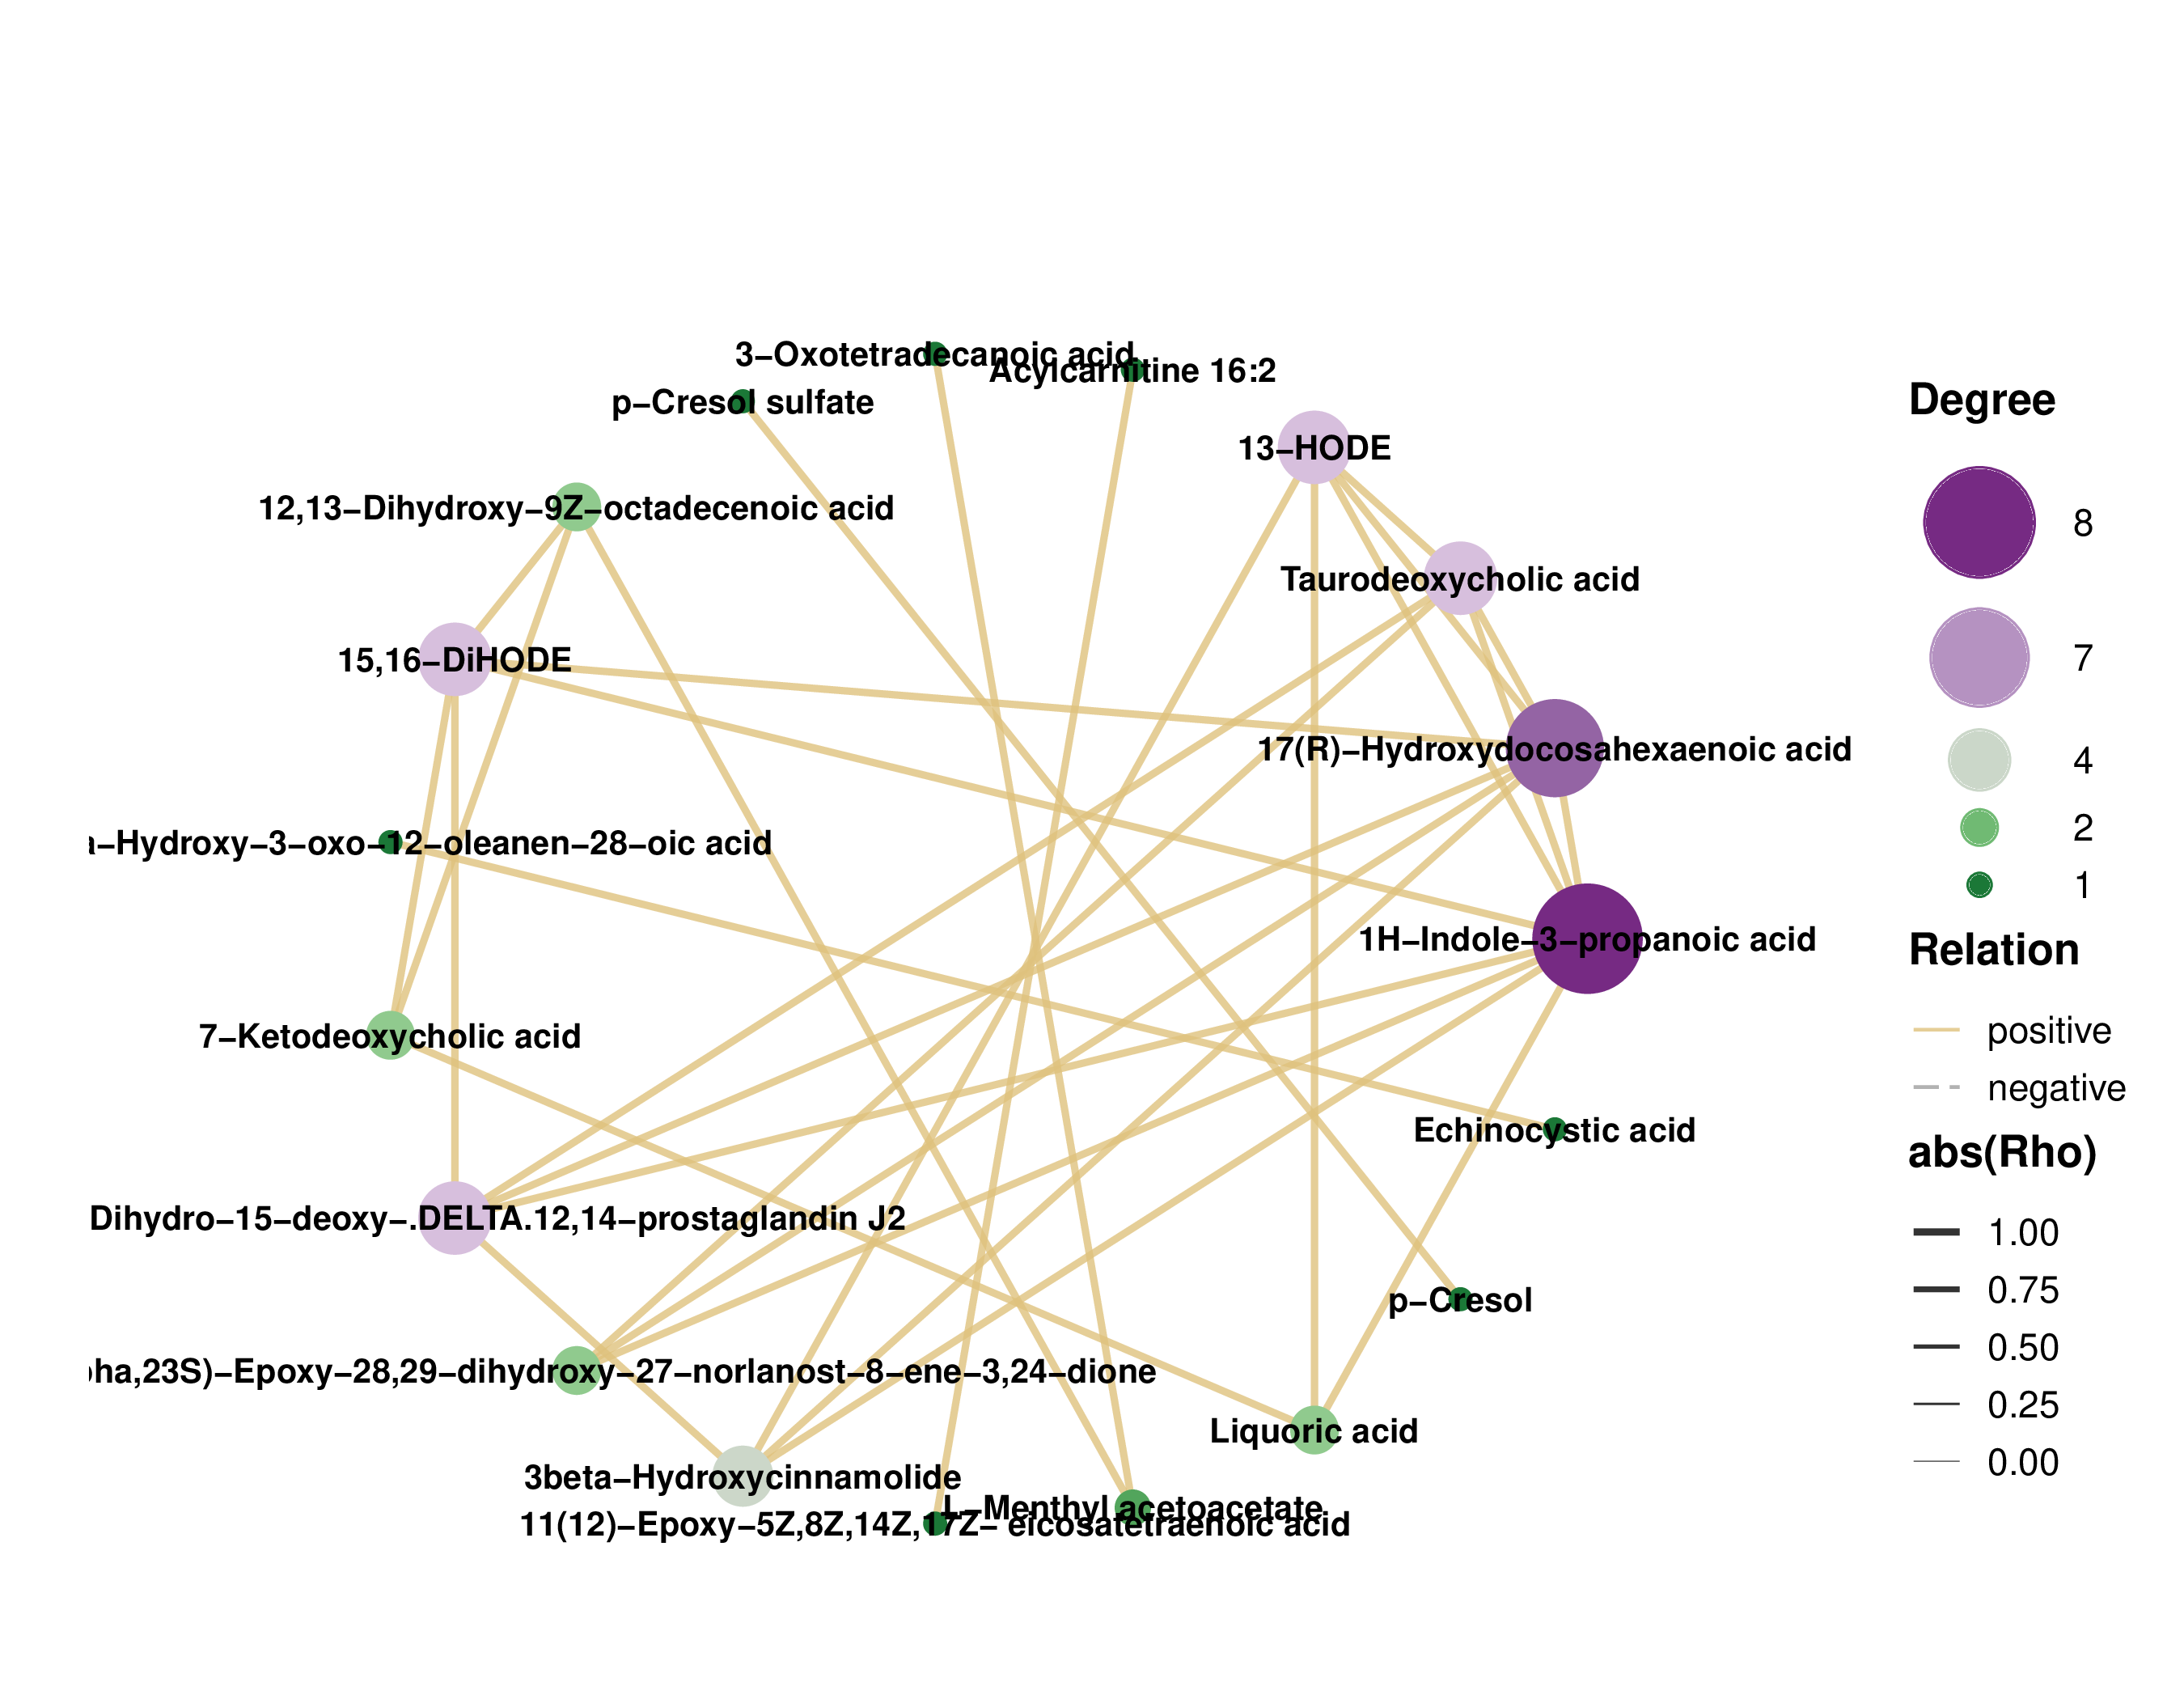 3−Oxotetradecanoic acid
Acylcarnitine 16:2
p−Cresol sulfate
13−HODE
12,13−Dihydroxy−9Z−octadecenoic acid
Taurodeoxycholic acid
15,16−DiHODE
17(R)−Hydroxydocosahexaenoic acid
a−Hydroxy−3−oxo−12−oleanen−28−oic acid
1H−Indole−3−propanoic acid
7−Ketodeoxycholic acid
Echinocystic acid
Dihydro−15−deoxy−.DELTA.12,14−prostaglandin J2
p−Cresol
ha,23S)−Epoxy−28,29−dihydroxy−27−norlanost−8−ene−3,24−dione
Liquoric acid
3beta−Hydroxycinnamolide
L−Menthyl acetoacetate
11(12)−Epoxy−5Z,8Z,14Z,17Z− eicosatetraenoic acid
Degree
8
7
4
2
1
Relation
positive
negative
abs(Rho)
1.00
0.75
0.50
0.25
0.00